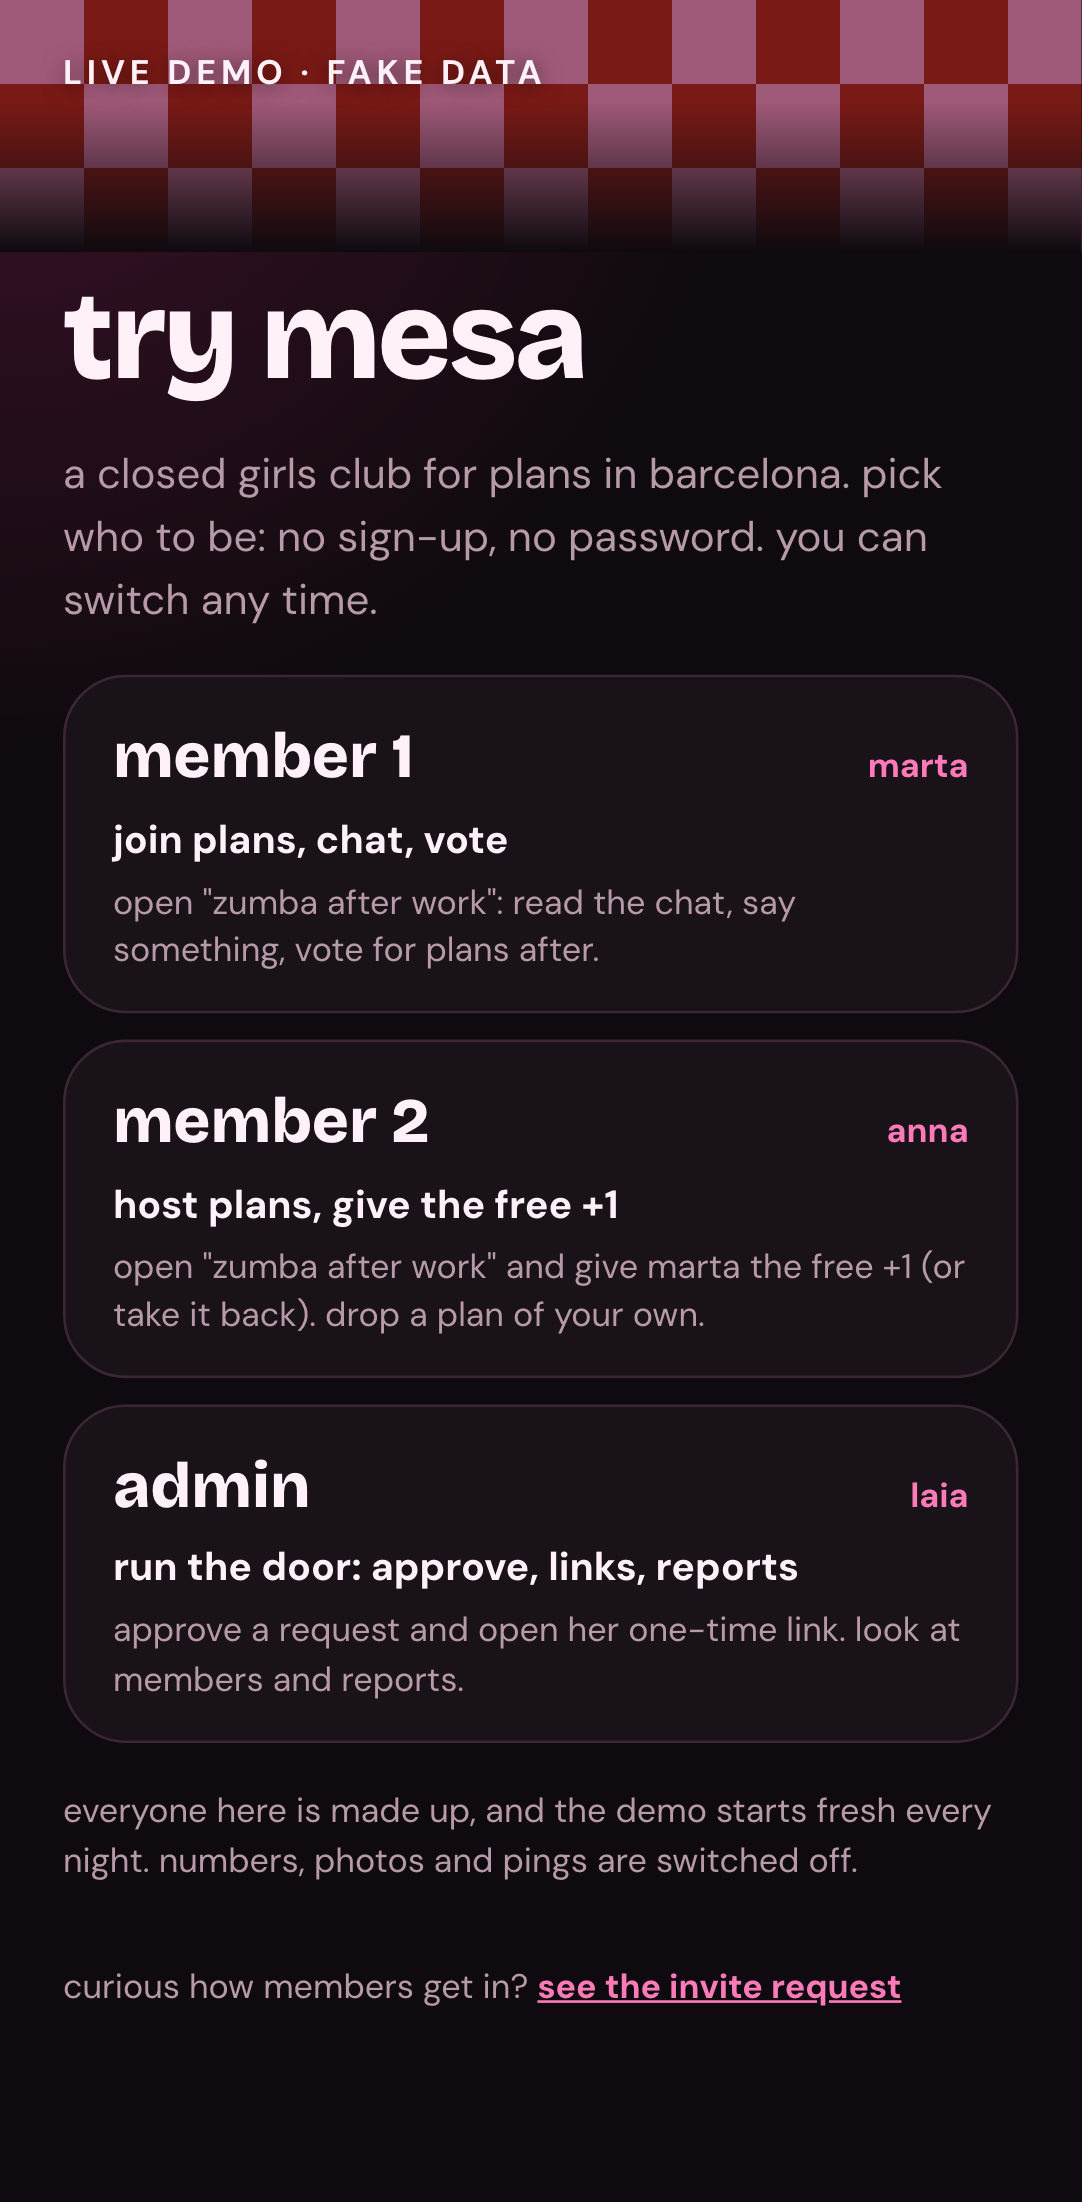 LIVE DEMO · FAKE DATA
try mesa
a closed girls club for plans in barcelona. pick
who to be: no sign-up, no password. you can
switch any time.
member 1
marta
join plans, chat, vote
open "zumba after work": read the chat, say
something, vote for plans after.
member 2
anna
host plans, give the free +1
open "zumba after work" and give marta the free +1 (or
take it back). drop a plan of your own.
admin
laia
run the door: approve, links, reports
approve a request and open her one-time link. look at
members and reports.
everyone here is made up, and the demo starts fresh every
night. numbers, photos and pings are switched off.
curious how members get in? see the invite request